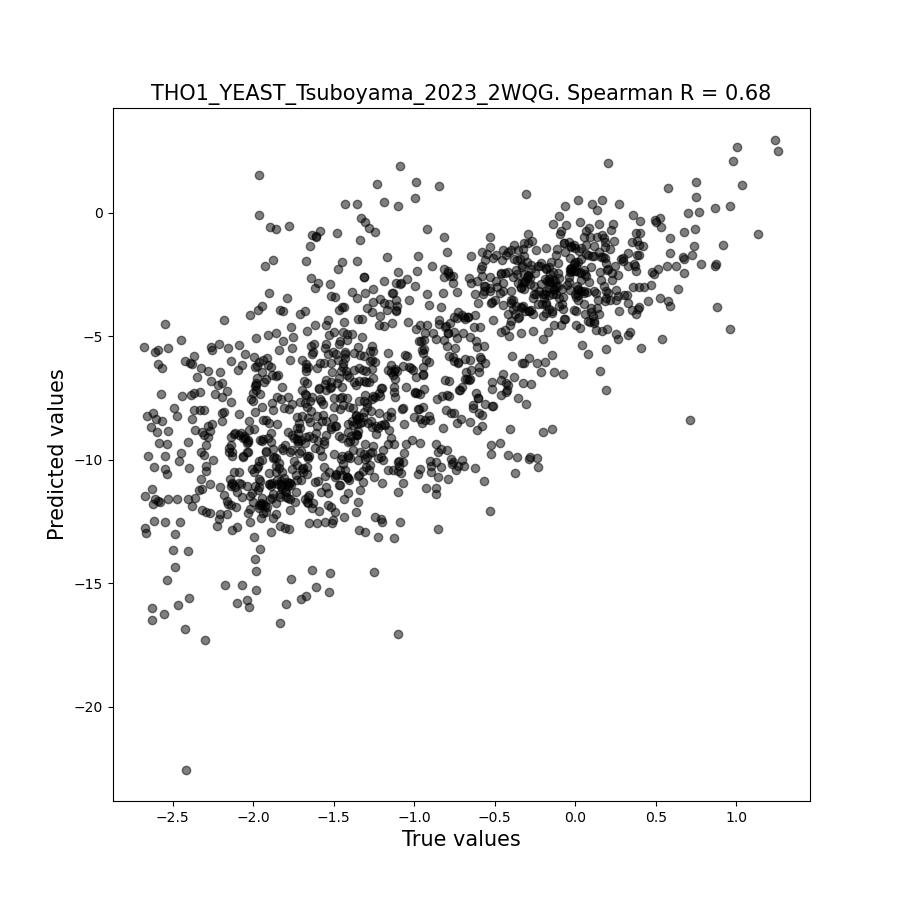 THO1_YEAST_Tsuboyama_2023_2WQG. Spearman R = 0.68
Predicted values
0
−5
−10
−15
−20
−2.5 −2.0 −1.5 −1.0 −0.5 0.0 0.5 1.0
True values